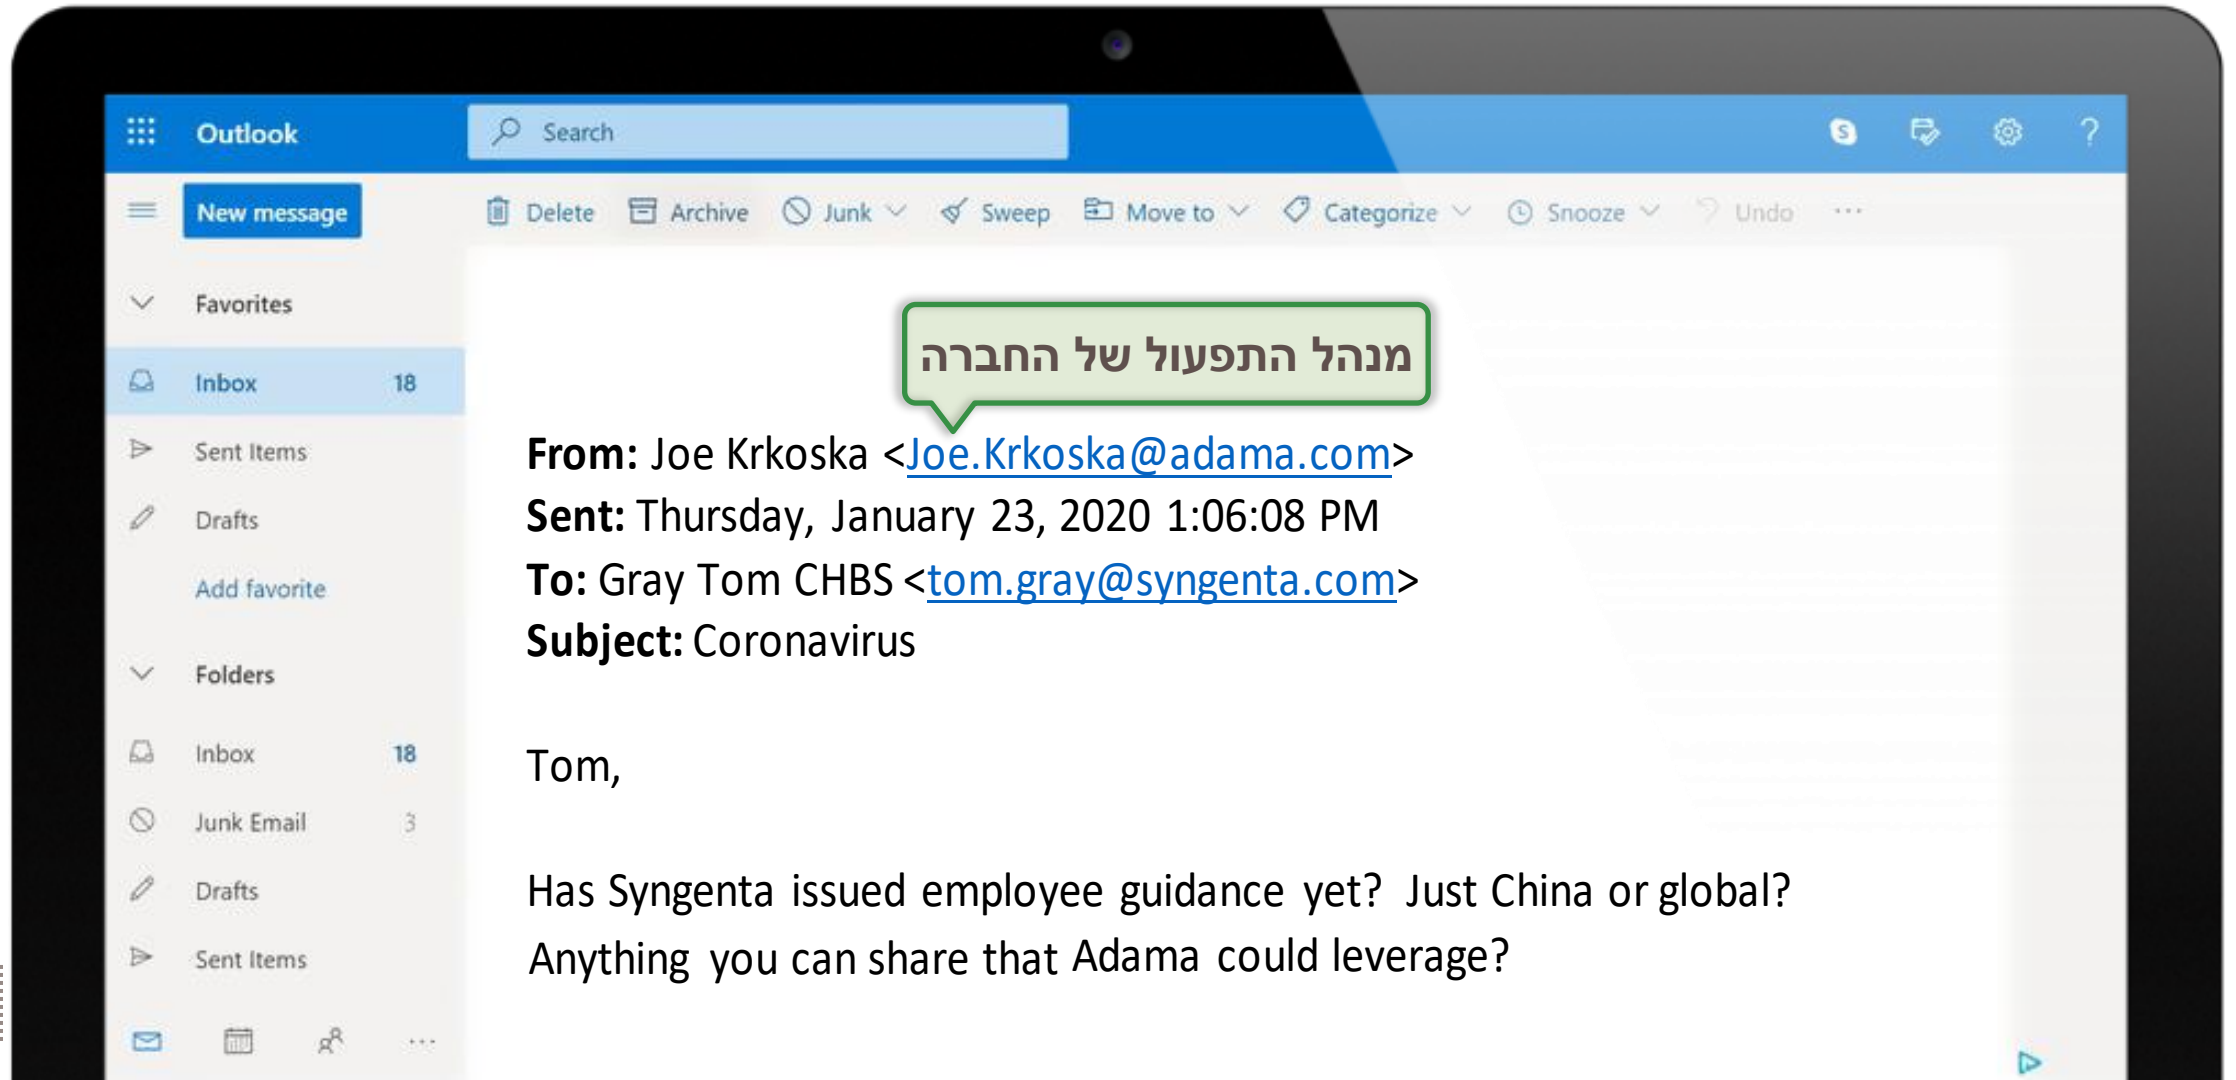 Outlook
Search
New message
Delete Archive Junk Sweep Move to Categorize Snooze Undo ...
Favorites
Inbox 18
Sent Items
Drafts
Add favorite
Folders
Inbox 18
Junk Email 3
Drafts
Sent Items
מנהל התפעול של החברה
From: Joe Krkoska <Joe.Krkoska@adama.com>
Sent: Thursday, January 23, 2020 1:06:08 PM
To: Gray Tom CHBS <tom.gray@syngenta.com>
Subject: Coronavirus
Tom,
Has Syngenta issued employee guidance yet? Just China or global?
Anything you can share that Adama could leverage?